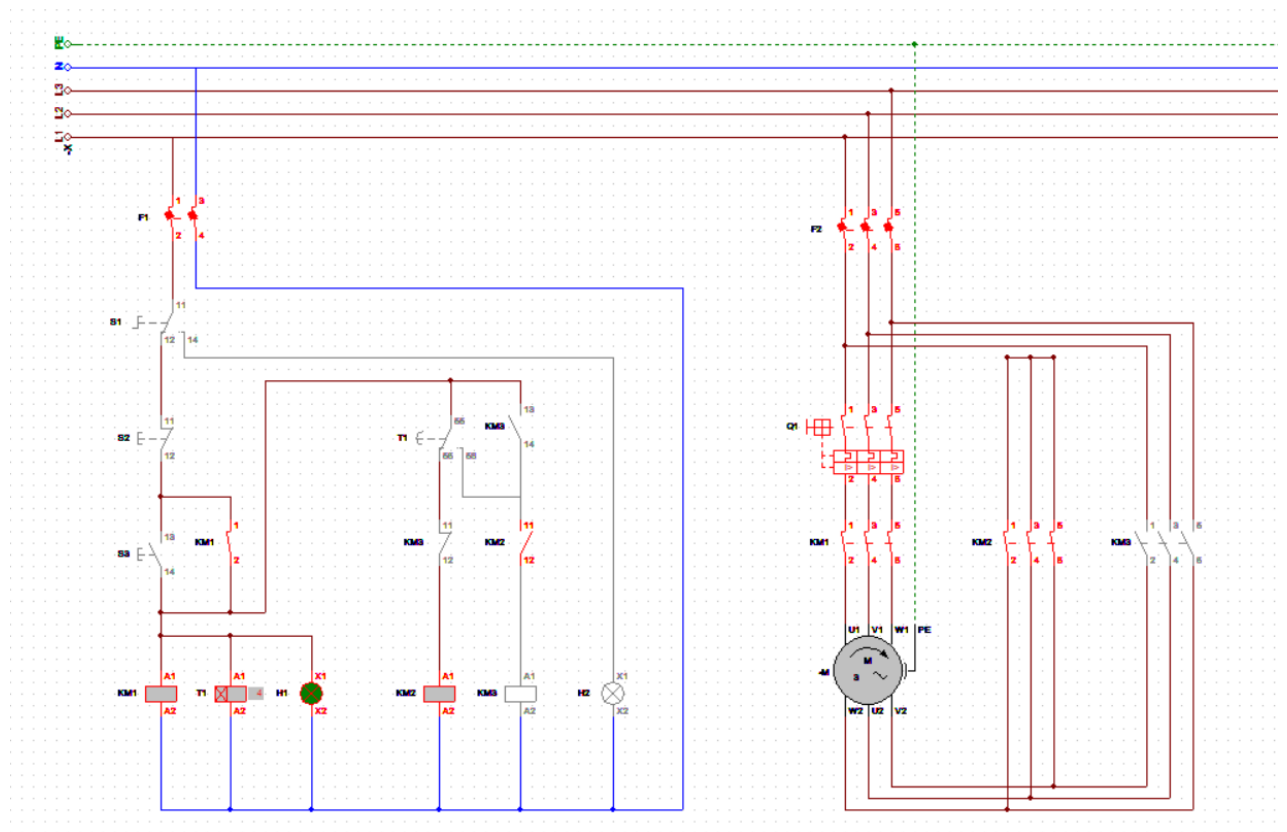 PE
N
L3
L2
L1
-X
1 3
F1
2 4
1 3 5
F2
2 4 6
11
S1
12 14
11
S2
12
55
T1
56 58
13
KM3
14
1 3 5
Q1
2 4 6
13
S3
14
1
KM1
2
11
KM3
12
11
KM2
12
1 3 5
KM1
2 4 6
1 3 5
KM2
2 4 6
1 3 5
KM3
2 4 6
U1 V1 W1 PE
-M
M
3
W2 U2 V2
A1
KM1
A2
A1
T1 4
A2
X1
H1
X2
A1
KM2
A2
A1
KM3
A2
X1
H2
X2